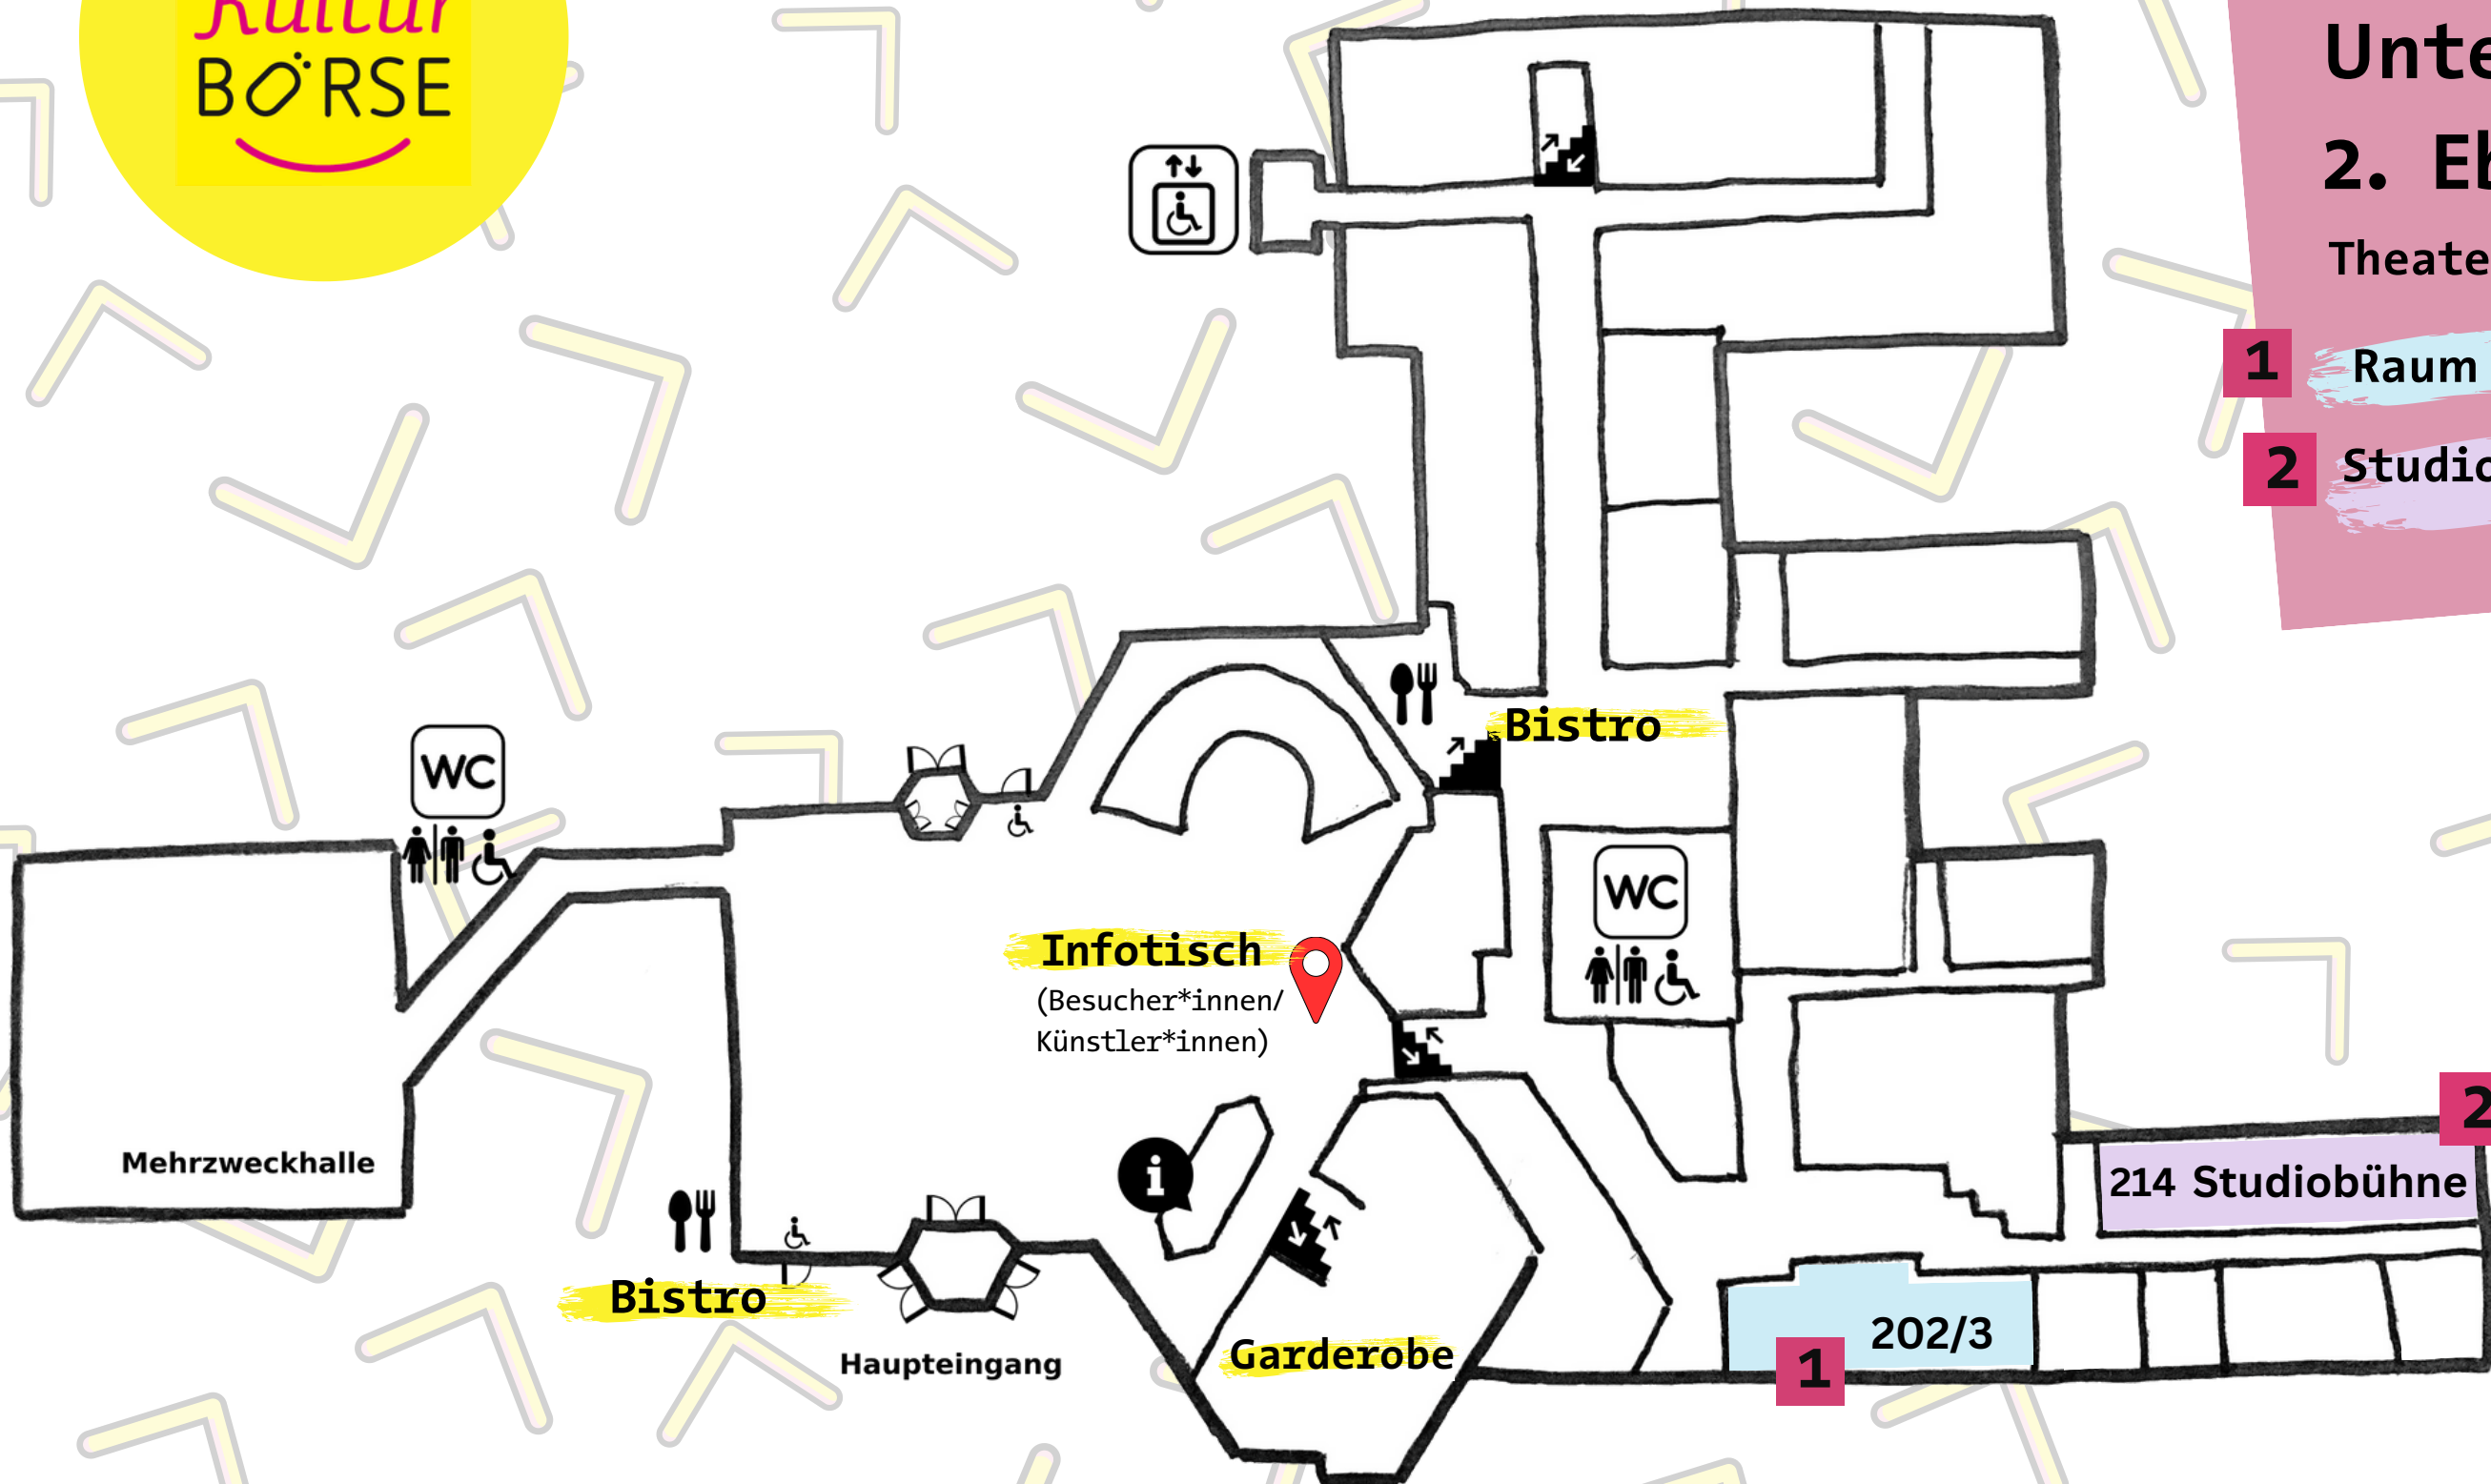 Kultur
BÖRSE
Unte
2. Eb
Theate
1
Raum
2
Studio
Bistro
WC
WC
Infotisch
(Besucher*innen/
Künstler*innen)
i
Mehrzweckhalle
Bistro
Haupteingang
Garderobe
2
214 Studiobühne
202/3
1